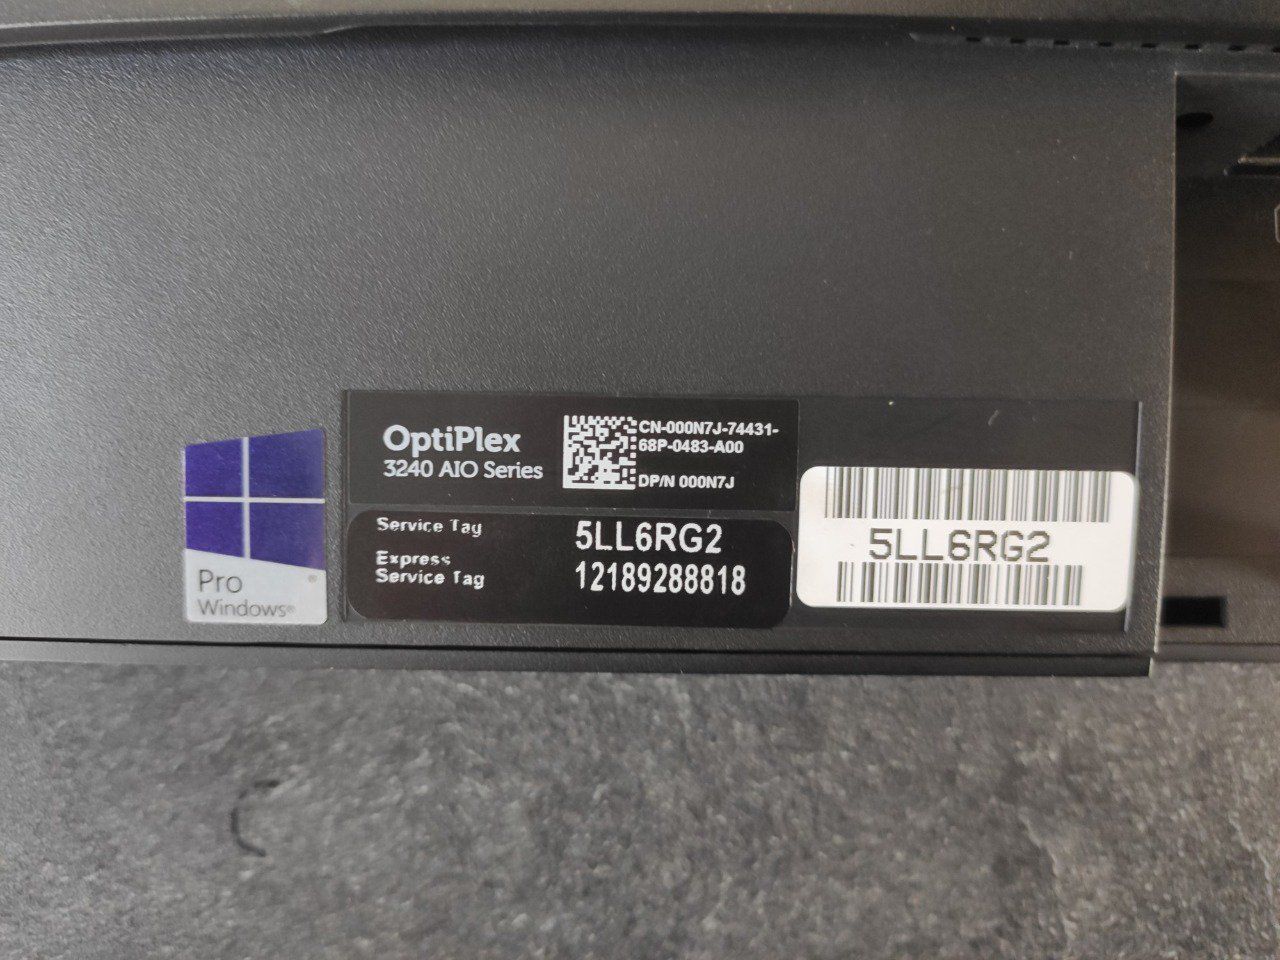 OptiPlex
3240 AIO Series
CN-000N7J-74431-
68P-0483-A00
DP/N 000N7J
Service Tag
5LL6RG2
Express
Service Tag
12189288818
5LL6RG2
Pro
Windows®